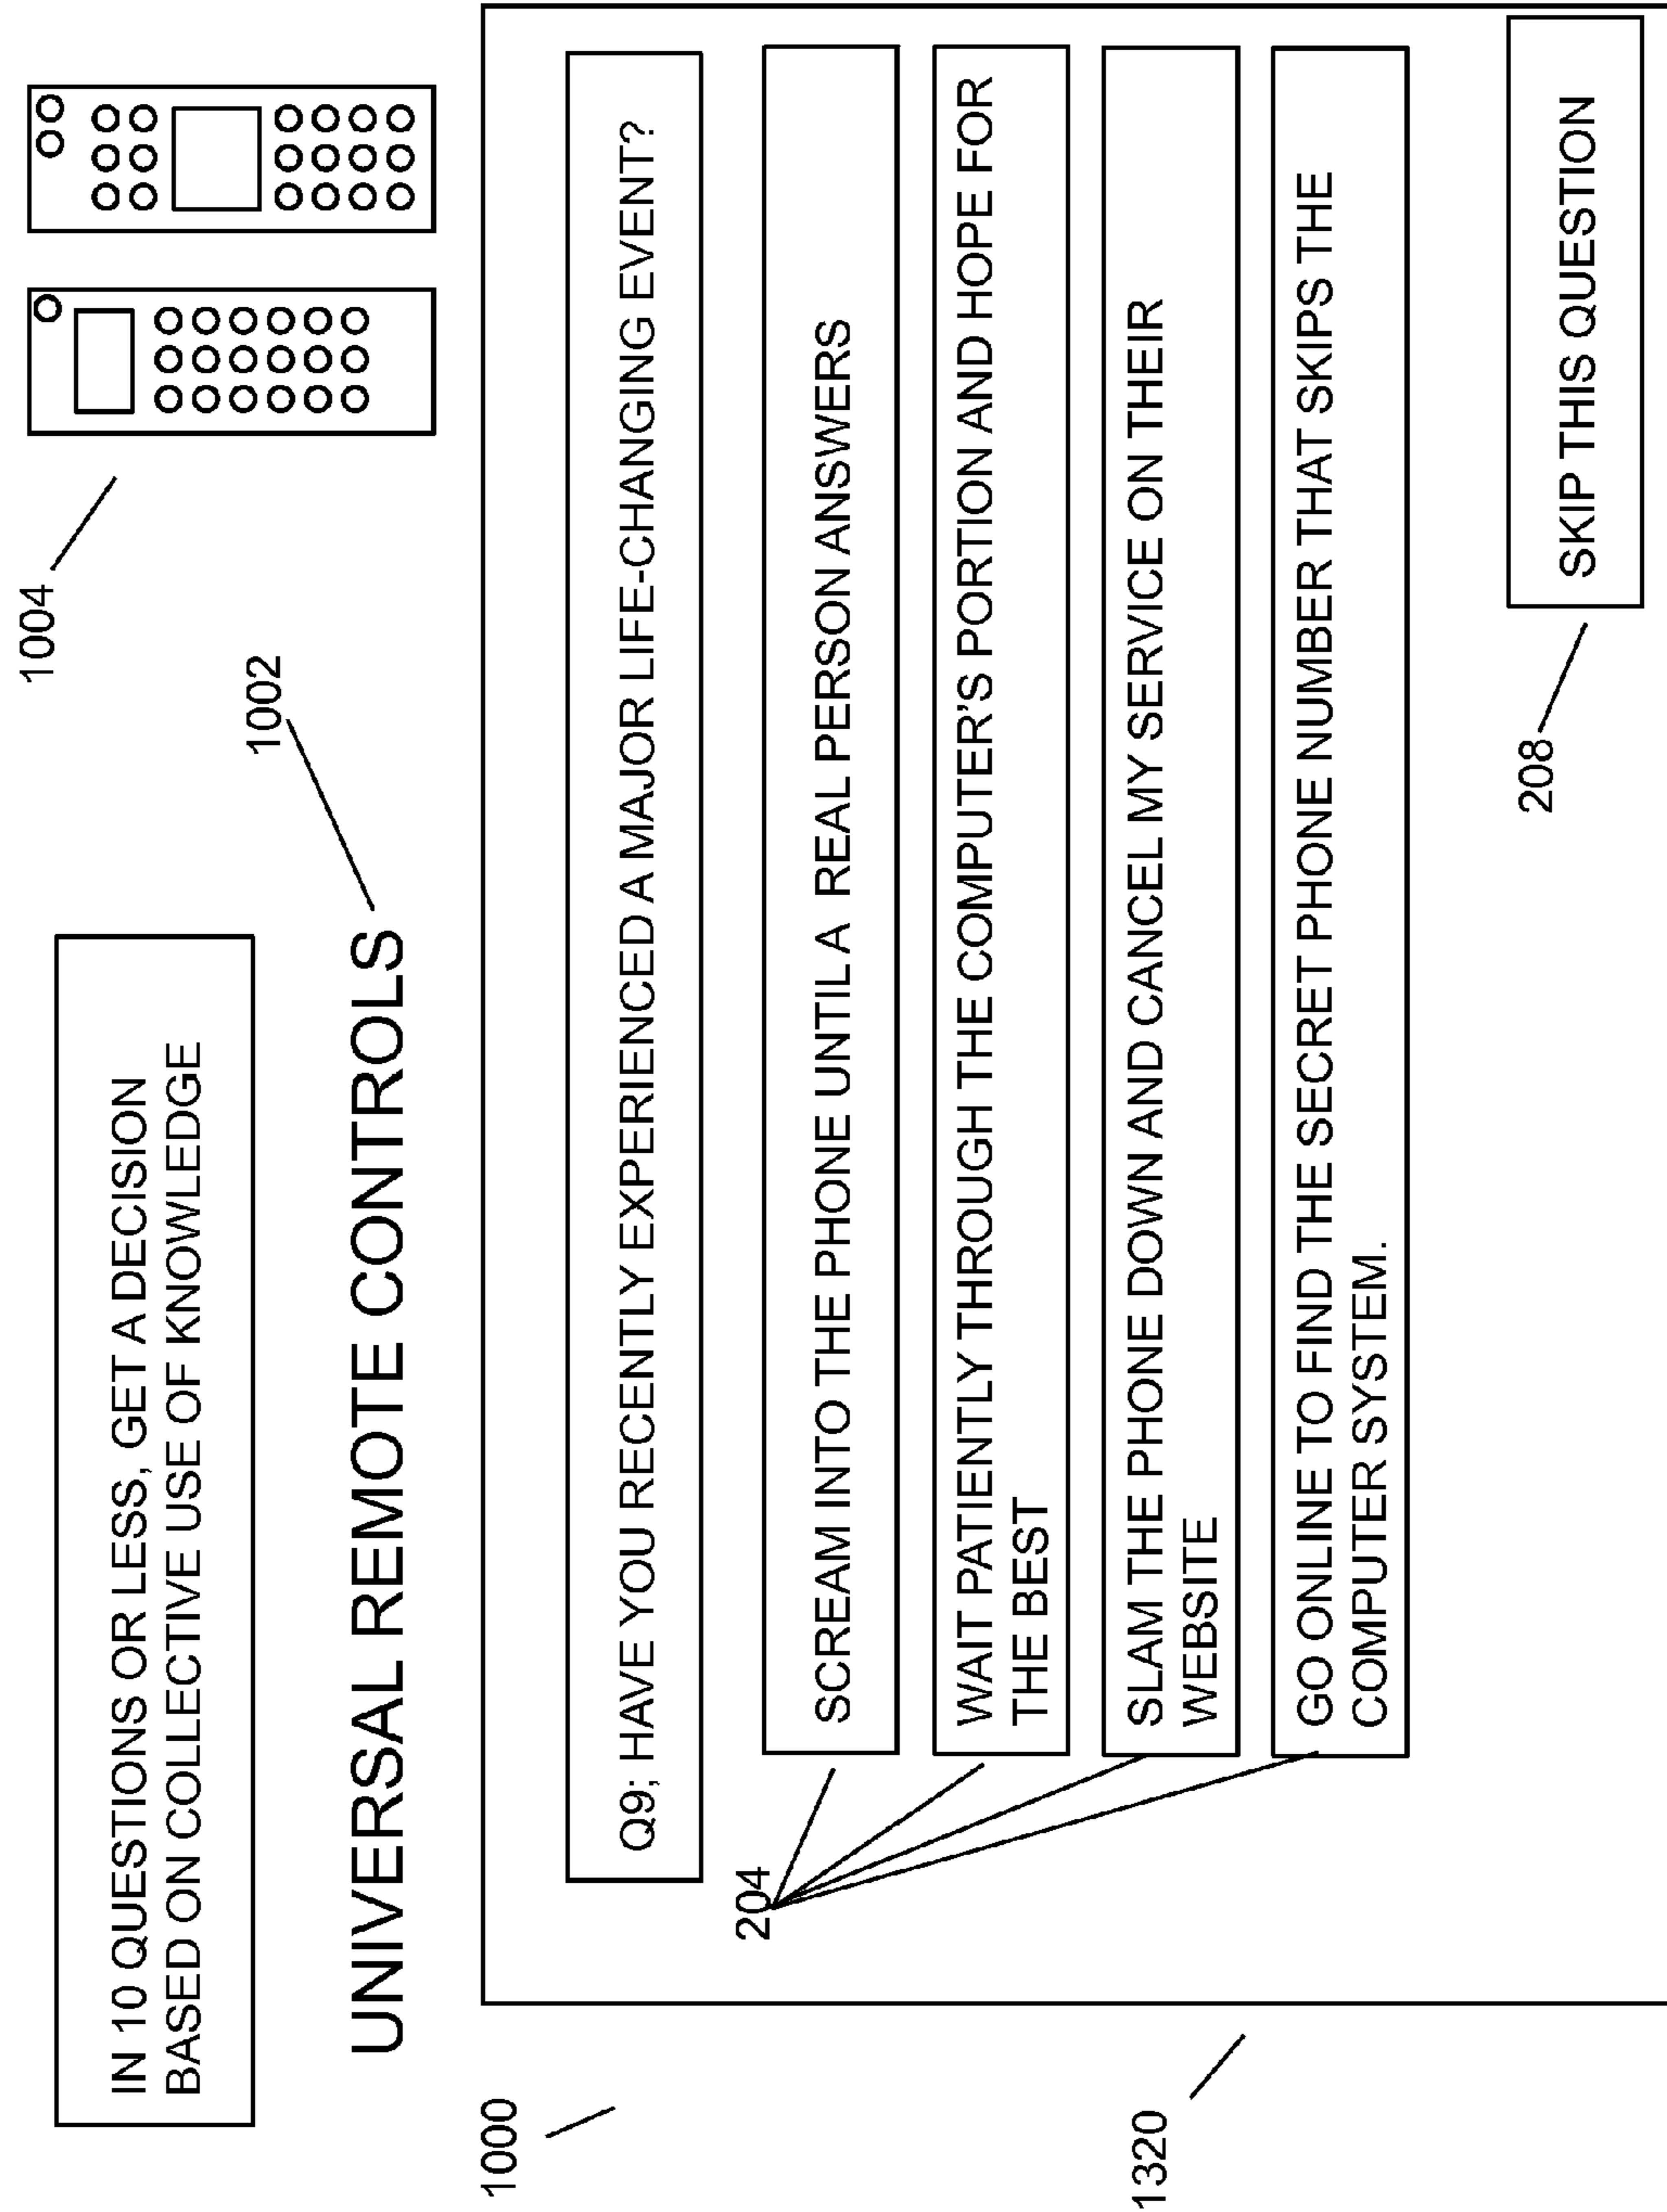 IN 10 QUESTIONS OR LESS, GET A DECISION
BASED ON COLLECTIVE USE OF KNOWLEDGE
1004
1002
UNIVERSAL REMOTE CONTROLS
1000
Q9; HAVE YOU RECENTLY EXPERIENCED A MAJOR LIFE-CHANGING EVENT?
204
SCREAM INTO THE PHONE UNTIL A REAL PERSON ANSWERS
WAIT PATIENTLY THROUGH THE COMPUTER'S PORTION AND HOPE FOR
THE BEST
SLAM THE PHONE DOWN AND CANCEL MY SERVICE ON THEIR
WEBSITE
GO ONLINE TO FIND THE SECRET PHONE NUMBER THAT SKIPS THE
COMPUTER SYSTEM.
1320
208
SKIP THIS QUESTION